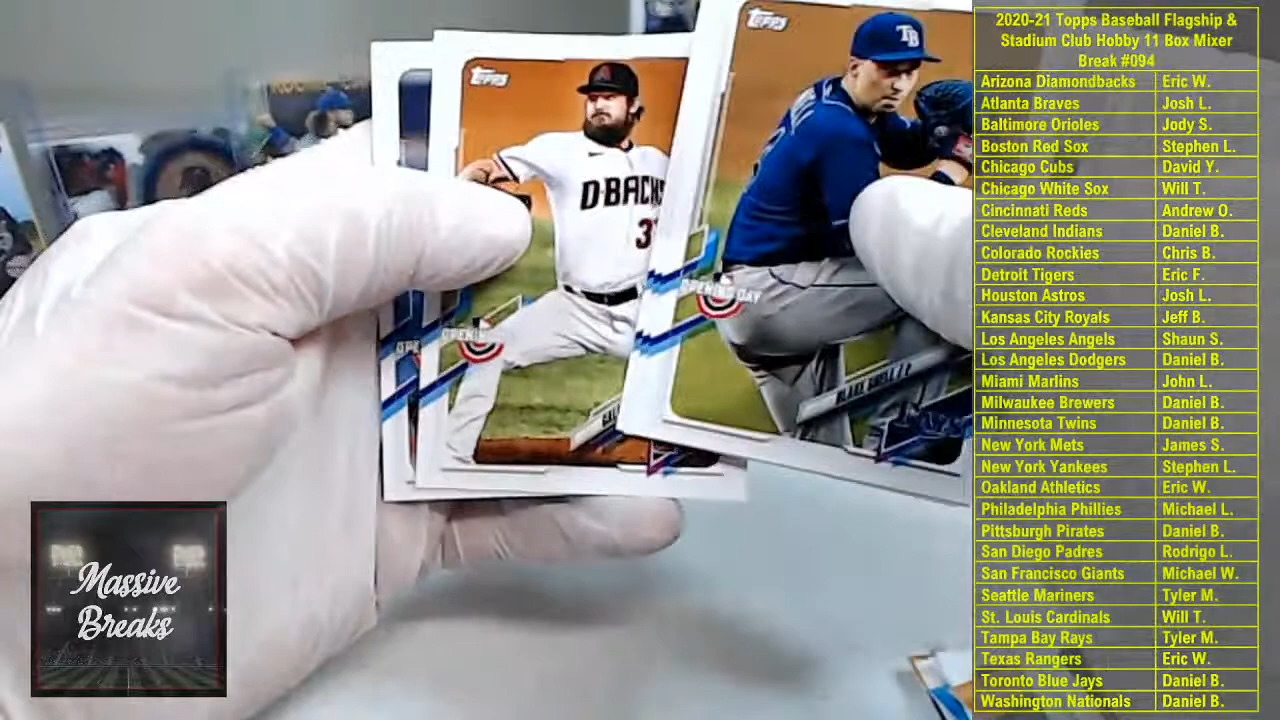 2020-21 Topps Baseball Flagship &
Stadium Club Hobby 11 Box Mixer
Break #094
Arizona Diamondbacks Eric W.
Atlanta Braves Josh L.
Baltimore Orioles Jody S.
Boston Red Sox Stephen L.
Chicago Cubs David Y.
Chicago White Sox Will T.
Cincinnati Reds Andrew O.
Cleveland Indians Daniel B.
Colorado Rockies Chris B.
Detroit Tigers Eric F.
Houston Astros Josh L.
Kansas City Royals Jeff B.
Los Angeles Angels Shaun S.
Los Angeles Dodgers Daniel B.
Miami Marlins John L.
Milwaukee Brewers Daniel B.
Minnesota Twins Daniel B.
New York Mets James S.
New York Yankees Stephen L.
Oakland Athletics Eric W.
Philadelphia Phillies Michael L.
Pittsburgh Pirates Daniel B.
San Diego Padres Rodrigo L.
San Francisco Giants Michael W.
Seattle Mariners Tyler M.
St. Louis Cardinals Will T.
Tampa Bay Rays Tyler M.
Texas Rangers Eric W.
Toronto Blue Jays Daniel B.
Washington Nationals Daniel B.
TOPPS
TB
OPENING DAY
BLAKE SNELL
TOPPS
D-BACKS
OPENING
Massive
Breaks